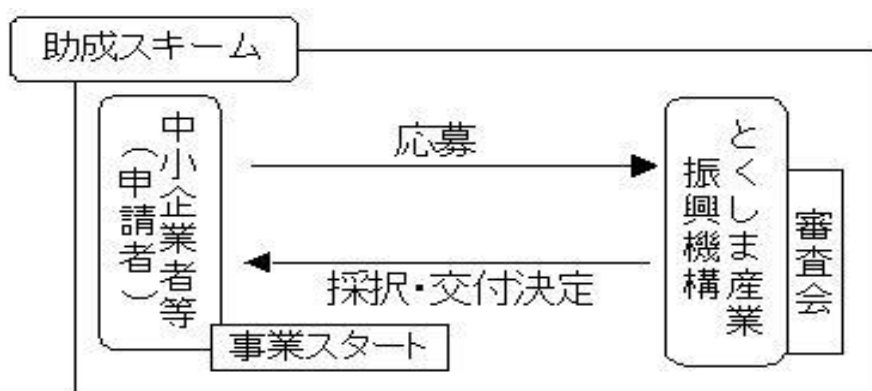 助成スキーム
中小企業者等
（申請者）
応募
採択・交付決定
事業スタート
とくしま産業
振興機構
審査会